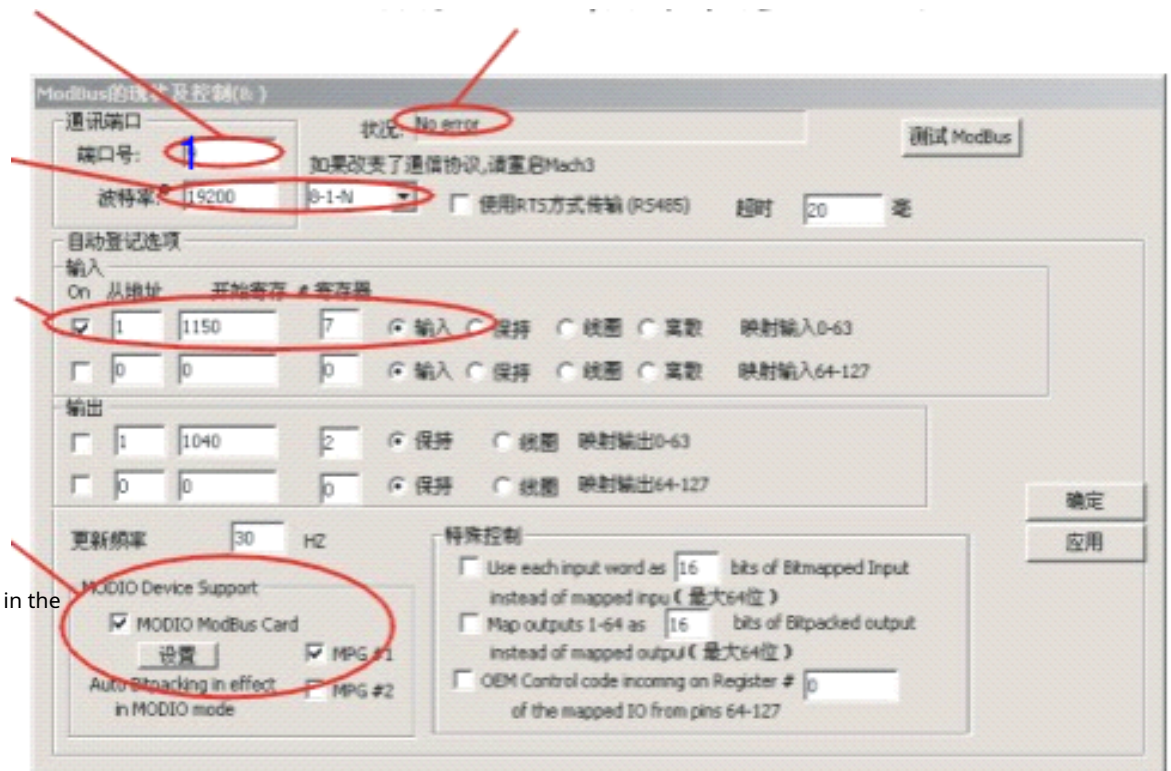 ModBus的现状及控制(&)
通讯端口
端口号:
波特率: 19200 8-1-N
状况: No error
测试 ModBus
如果改变了通信协议,请重启Mach3
使用RTS方式传输 (RS485) 超时 20 毫
自动登记选项
输入
On 从地址 开始寄存 # 寄存器
1 1150 7 输入 保持 线圈 离散 映射输入0-63
0 0 0 输入 保持 线圈 离散 映射输入64-127
输出
1 1040 2 保持 线圈 映射输出0-63
0 0 0 保持 线圈 映射输出64-127
确定
应用
更新频率 30 HZ
in the
MODIO Device Support
MODIO ModBus Card
设置 MPG #1
Auto Bitpacking in effect MPG #2
in MODIO mode
特殊控制
Use each input word as 16 bits of Bitmapped Input
instead of mapped inpu ( 最大64位 )
Map outputs 1-64 as 16 bits of Bitpacked output
instead of mapped outpu ( 最大64位 )
OEM Control code incomng on Register # 0
of the mapped IO from pins 64-127